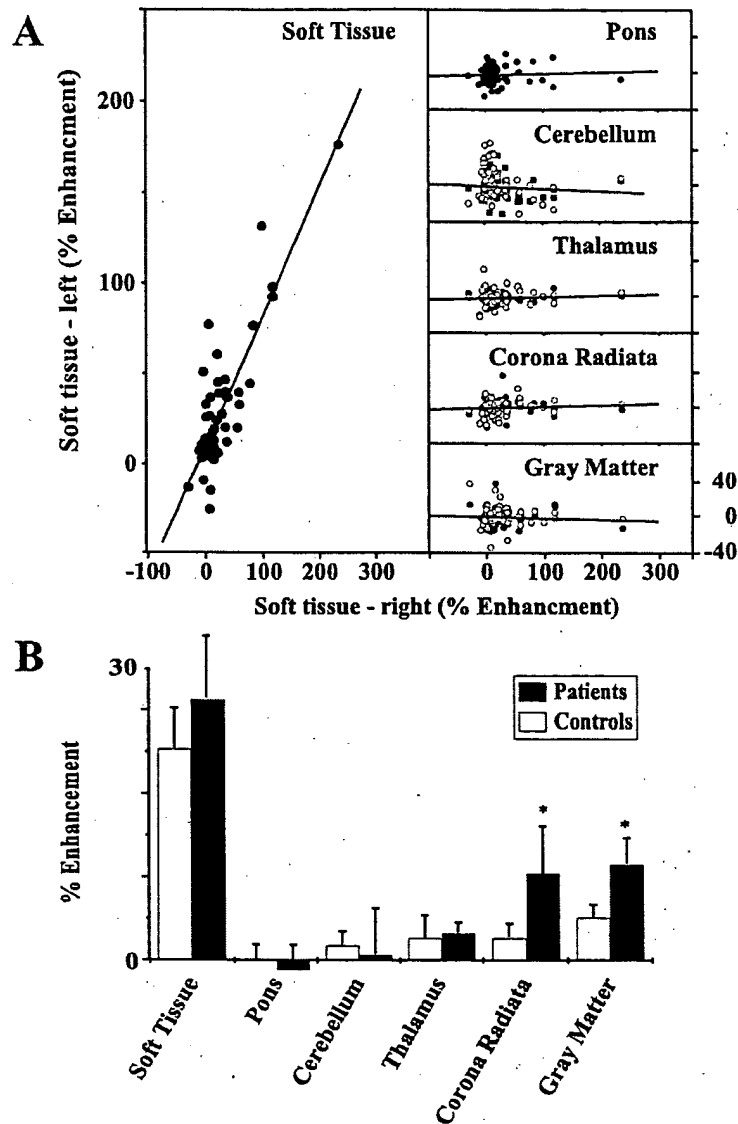 A
Soft Tissue
Soft tissue - left (% Enhancment)
200
100
0
-100 0 100 200 300
Pons
Cerebellum
Thalamus
Corona Radiata
Gray Matter
40
0
-40
0 100 200 300
Soft tissue - right (% Enhancment)
B
% Enhancement
30
0
Patients
Controls
*
*
Soft Tissue
Pons
Cerebellum
Thalamus
Corona Radiata
Gray Matter